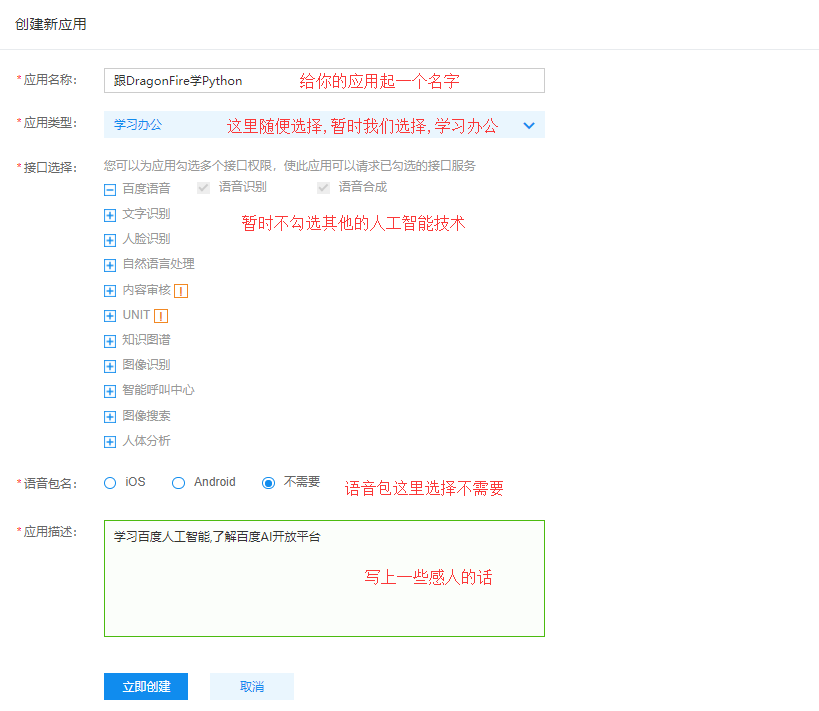 创建新应用
*应用名称: 跟DragonFire学Python 给你的应用起一个名字
*应用类型: 学习办公 这里随便选择,暂时我们选择,学习办公
*接口选择: 您可以为应用勾选多个接口权限，使此应用可以请求已勾选的接口服务
百度语音 语音识别 语音合成
文字识别 暂时不勾选其他的人工智能技术
人脸识别
自然语言处理
内容审核 !
UNIT !
知识图谱
图像识别
智能呼叫中心
图像搜索
人体分析
*语音包名: iOS Android 不需要 语音包这里选择不需要
*应用描述: 学习百度人工智能,了解百度AI开放平台
写上一些感人的话
立即创建 取消